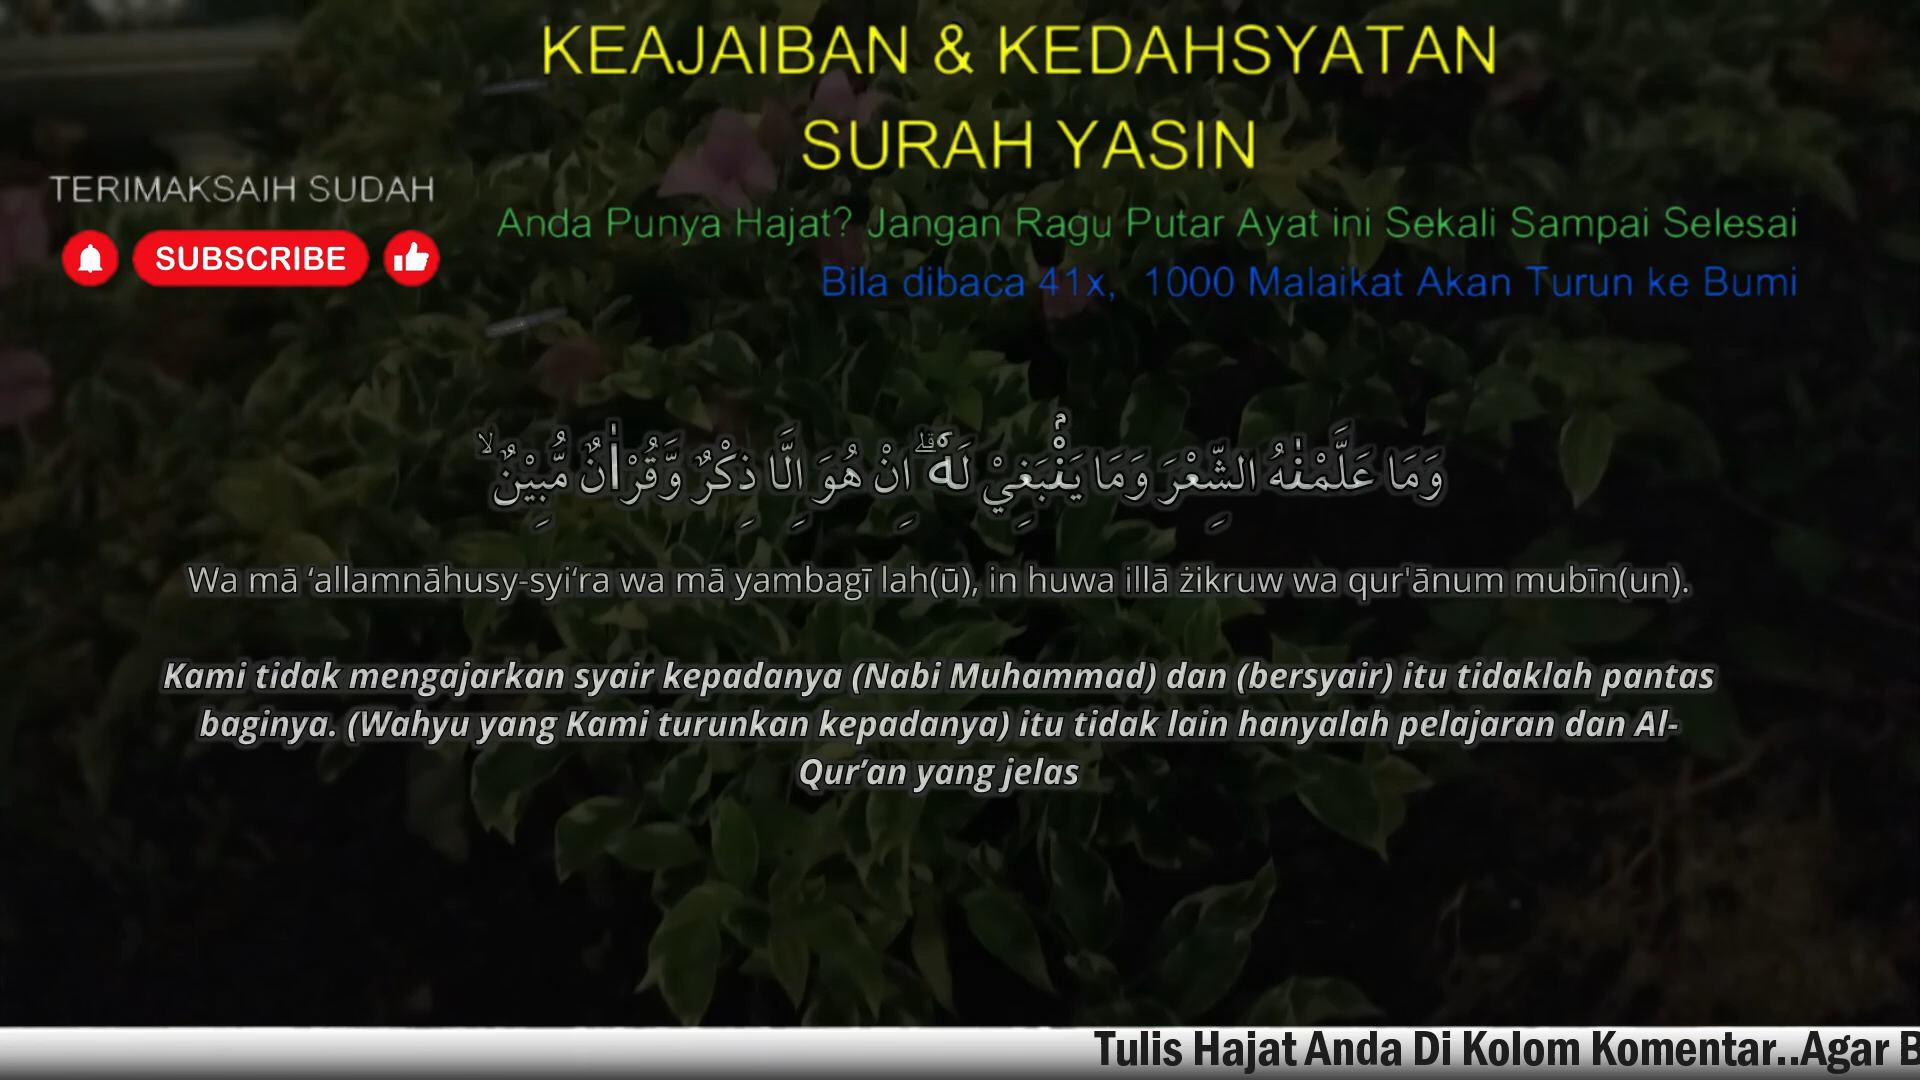 KEAJAIBAN & KEDAHSYATAN
SURAH YASIN
TERIMAKSAIH SUDAH
SUBSCRIBE
Anda Punya Hajat? Jangan Ragu Putar Ayat ini Sekali Sampai Selesai
Bila dibaca 41x, 1000 Malaikat Akan Turun ke Bumi
وَمَا عَلَّمْنٰهُ الشِّعْرَ وَمَا يَنْۢبَغِيْ لَهٗ ۗاِنْ هُوَ اِلَّا ذِكْرٌ وَّقُرْاٰنٌ مُّبِيْنٌ ۙ
Wa mā ‘allamnāhusy-syi‘ra wa mā yambagī lah(ū), in huwa illā żikruw wa qur'ānum mubīn(un).
Kami tidak mengajarkan syair kepadanya (Nabi Muhammad) dan (bersyair) itu tidaklah pantas
baginya. (Wahyu yang Kami turunkan kepadanya) itu tidak lain hanyalah pelajaran dan Al-
Qur’an yang jelas
Tulis Hajat Anda Di Kolom Komentar..Agar B